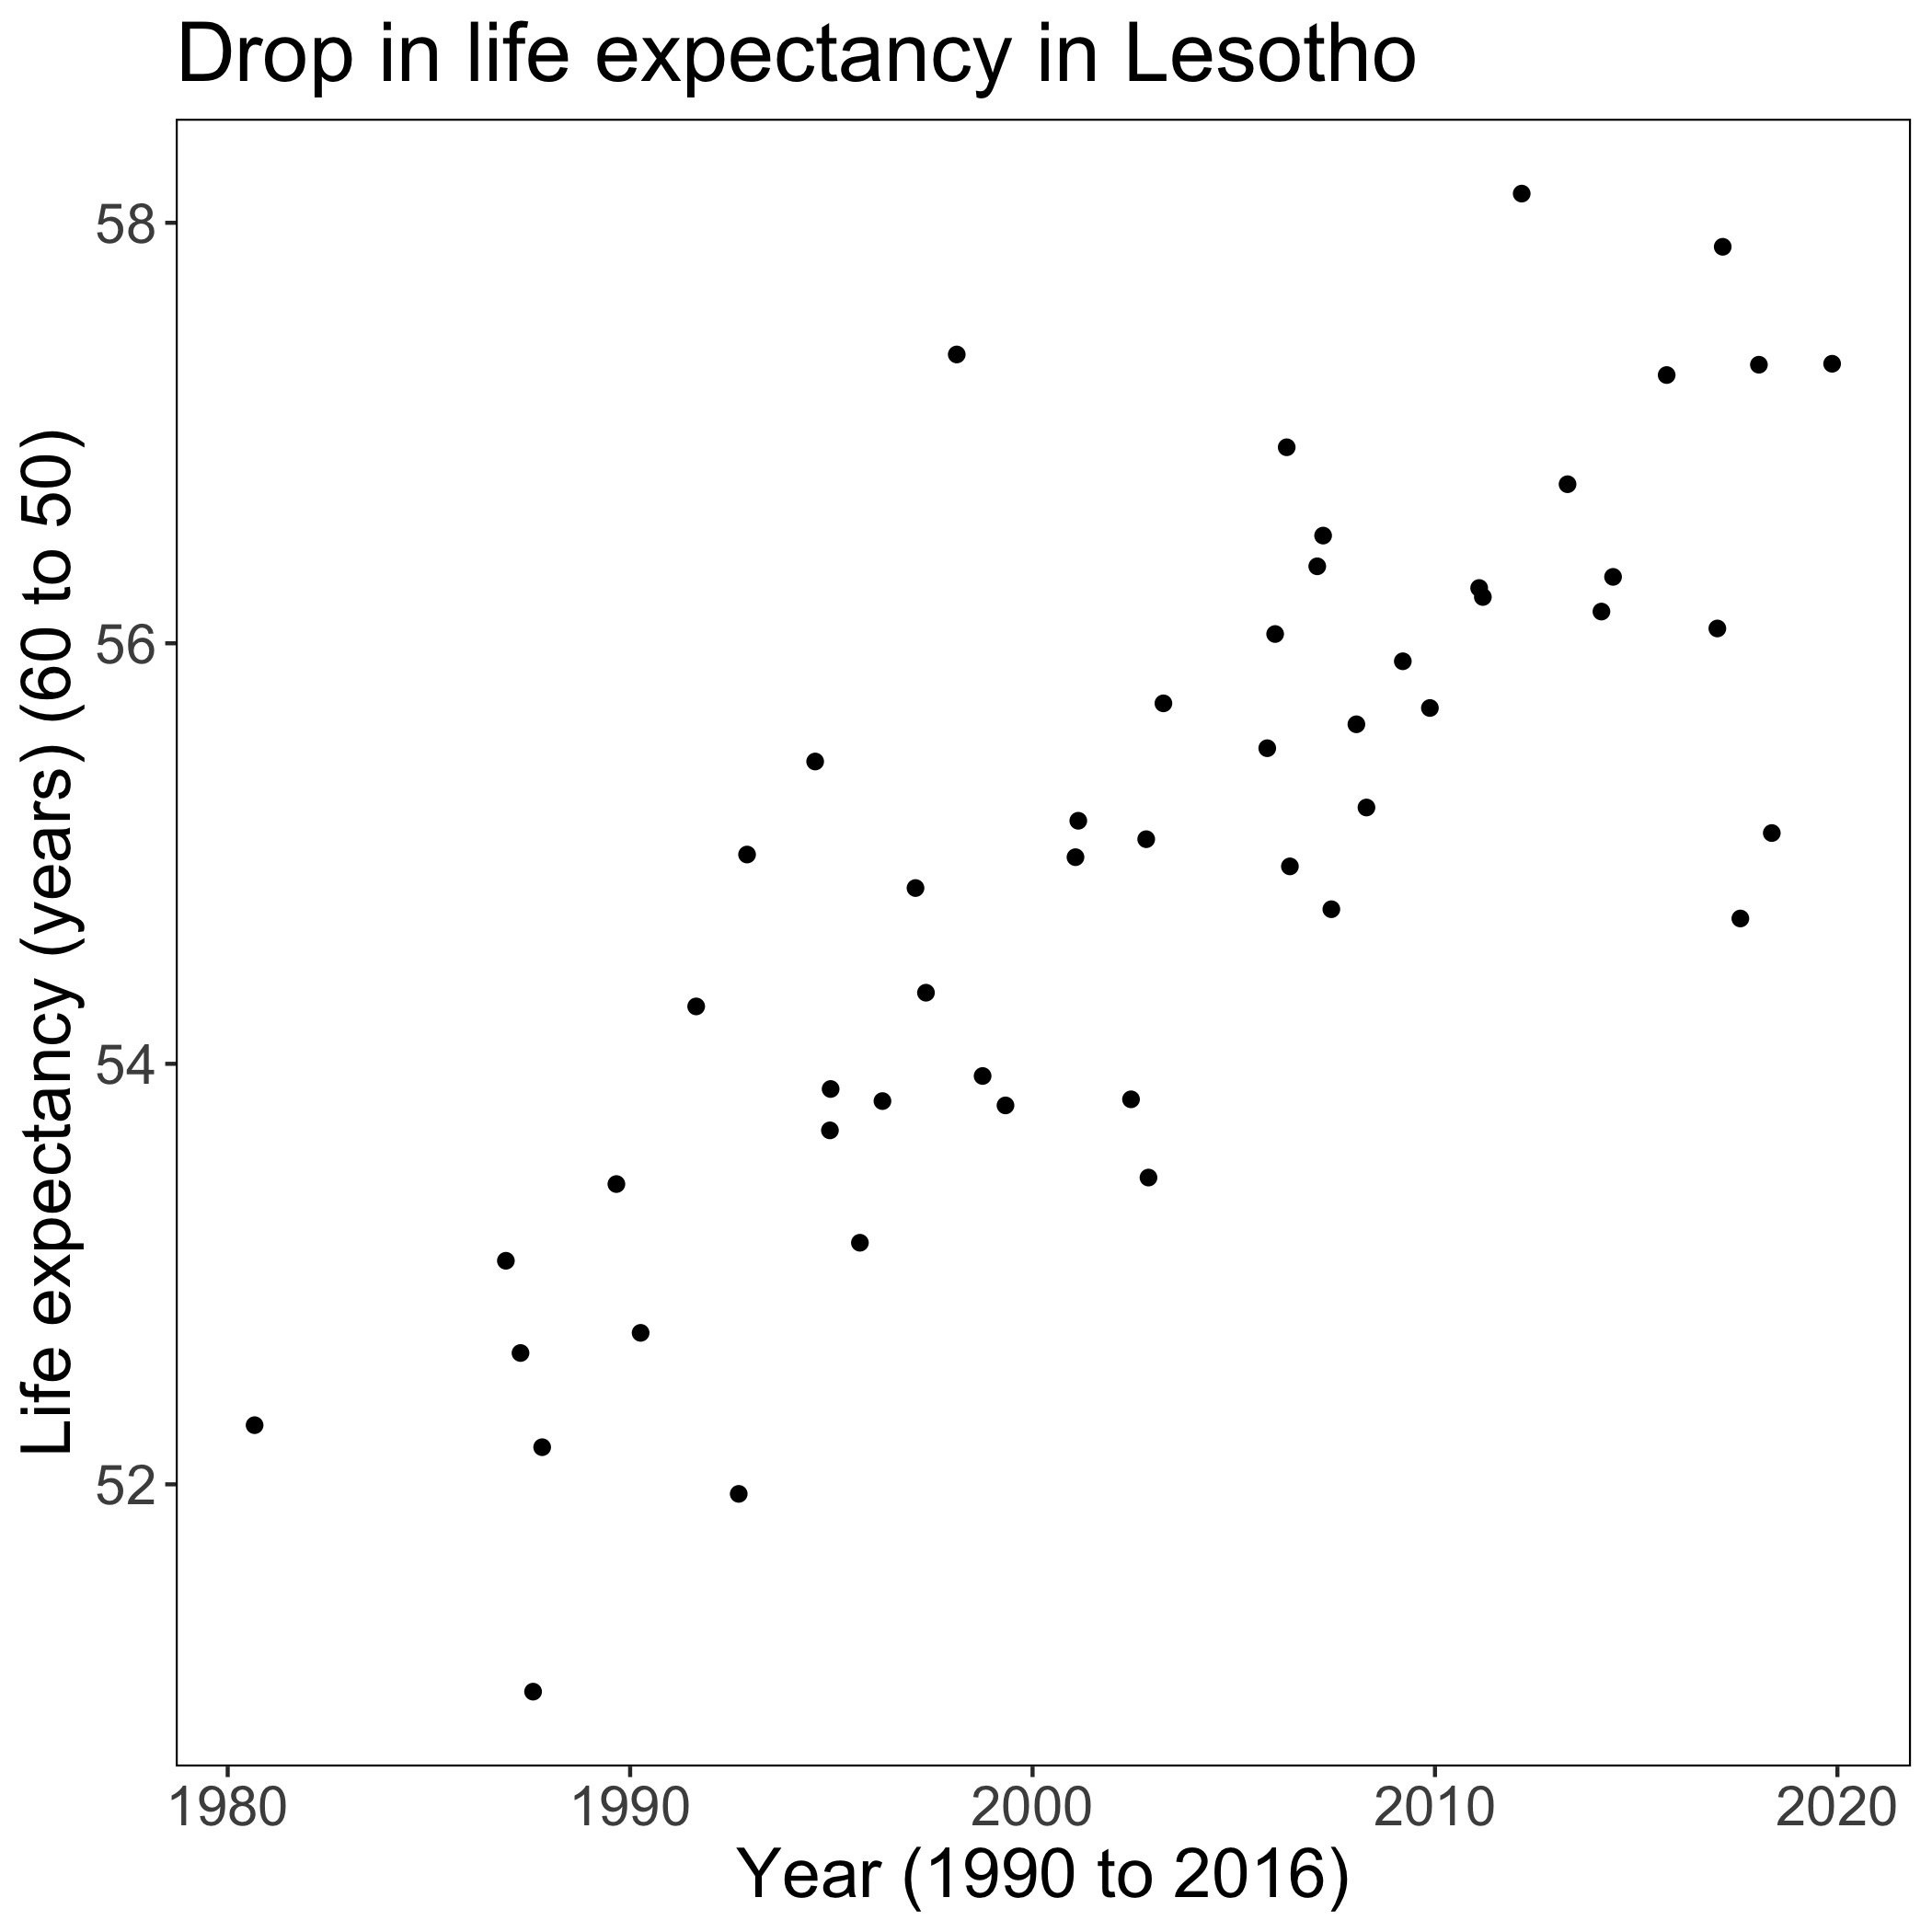 Drop in life expectancy in Lesotho
Life expectancy (years) (60 to 50)
58
56
54
52
1980 1990 2000 2010 2020
Year (1990 to 2016)